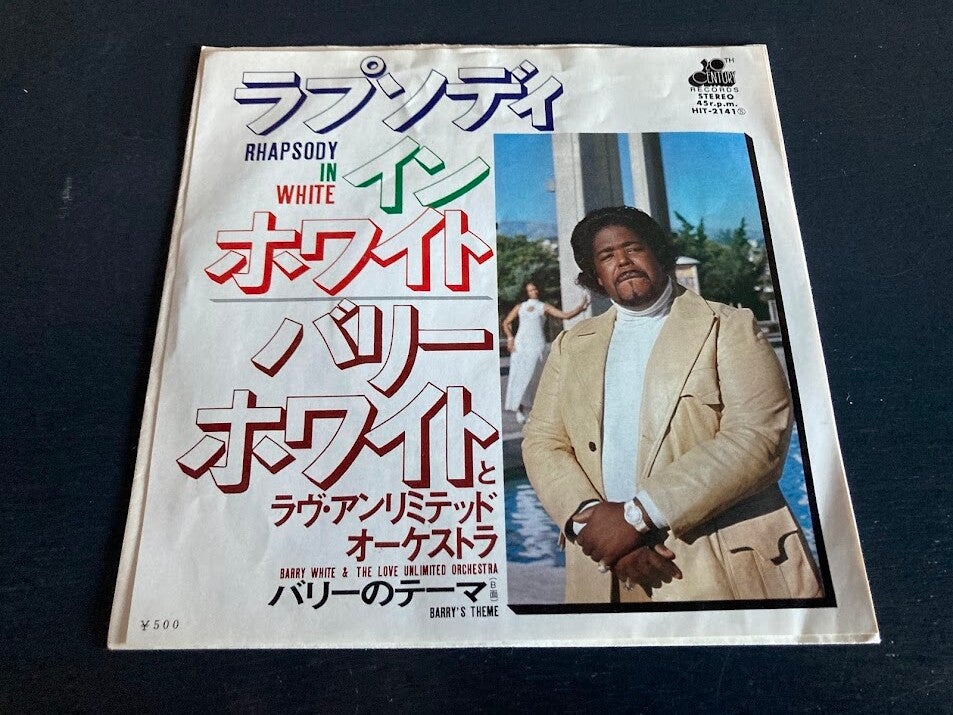 ラプソディ
RHAPSODY
IN
WHITE
イン
ホワイト
バリー
ホワイトと
ラヴ・アンリミテッド
オーケストラ
BARRY WHITE & THE LOVE UNLIMITED ORCHESTRA
バリーのテーマ(B面)
BARRY'S THEME
¥500
20TH
CENTURY
RECORDS
STEREO
45r.p.m.
HIT-2141Ⓢ